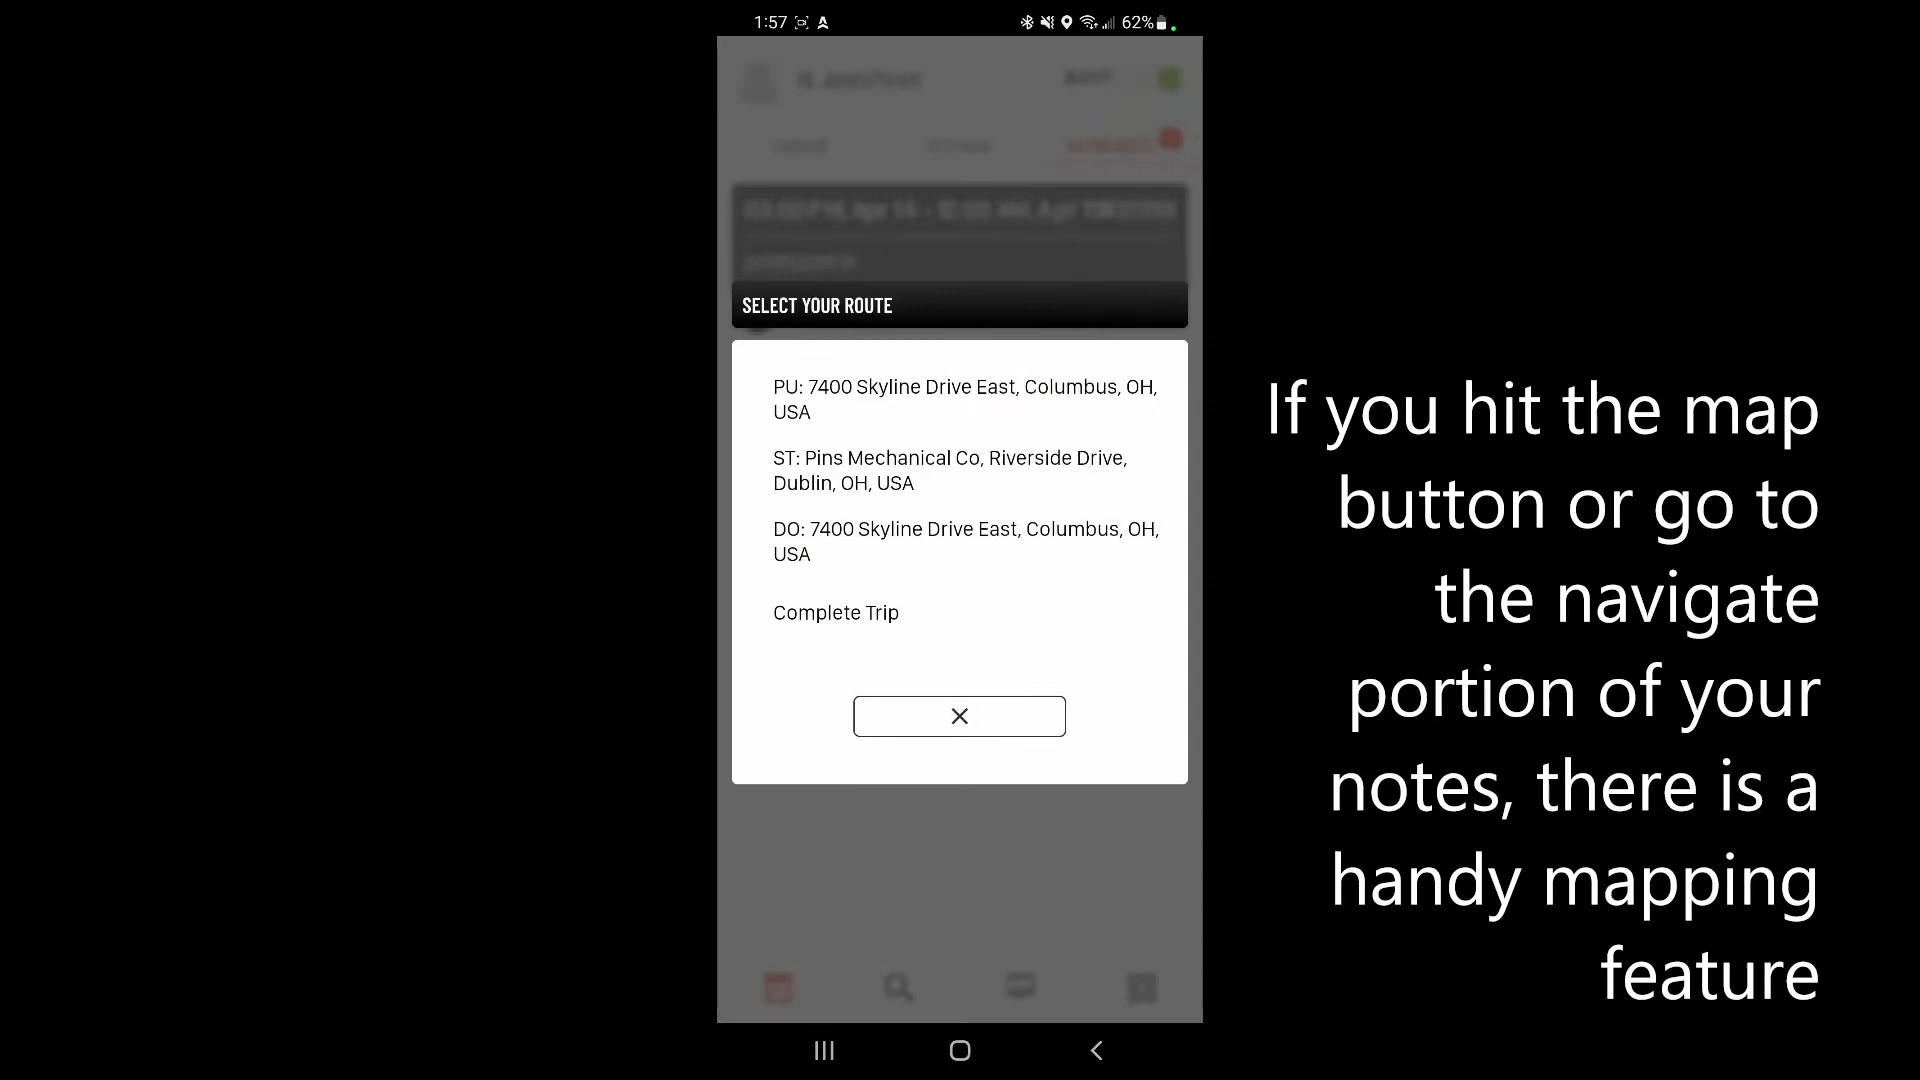 1:57
62%
SELECT YOUR ROUTE
PU: 7400 Skyline Drive East, Columbus, OH,
USA
ST: Pins Mechanical Co, Riverside Drive,
Dublin, OH, USA
DO: 7400 Skyline Drive East, Columbus, OH,
USA
Complete Trip
If you hit the map
button or go to
the navigate
portion of your
notes, there is a
handy mapping
feature